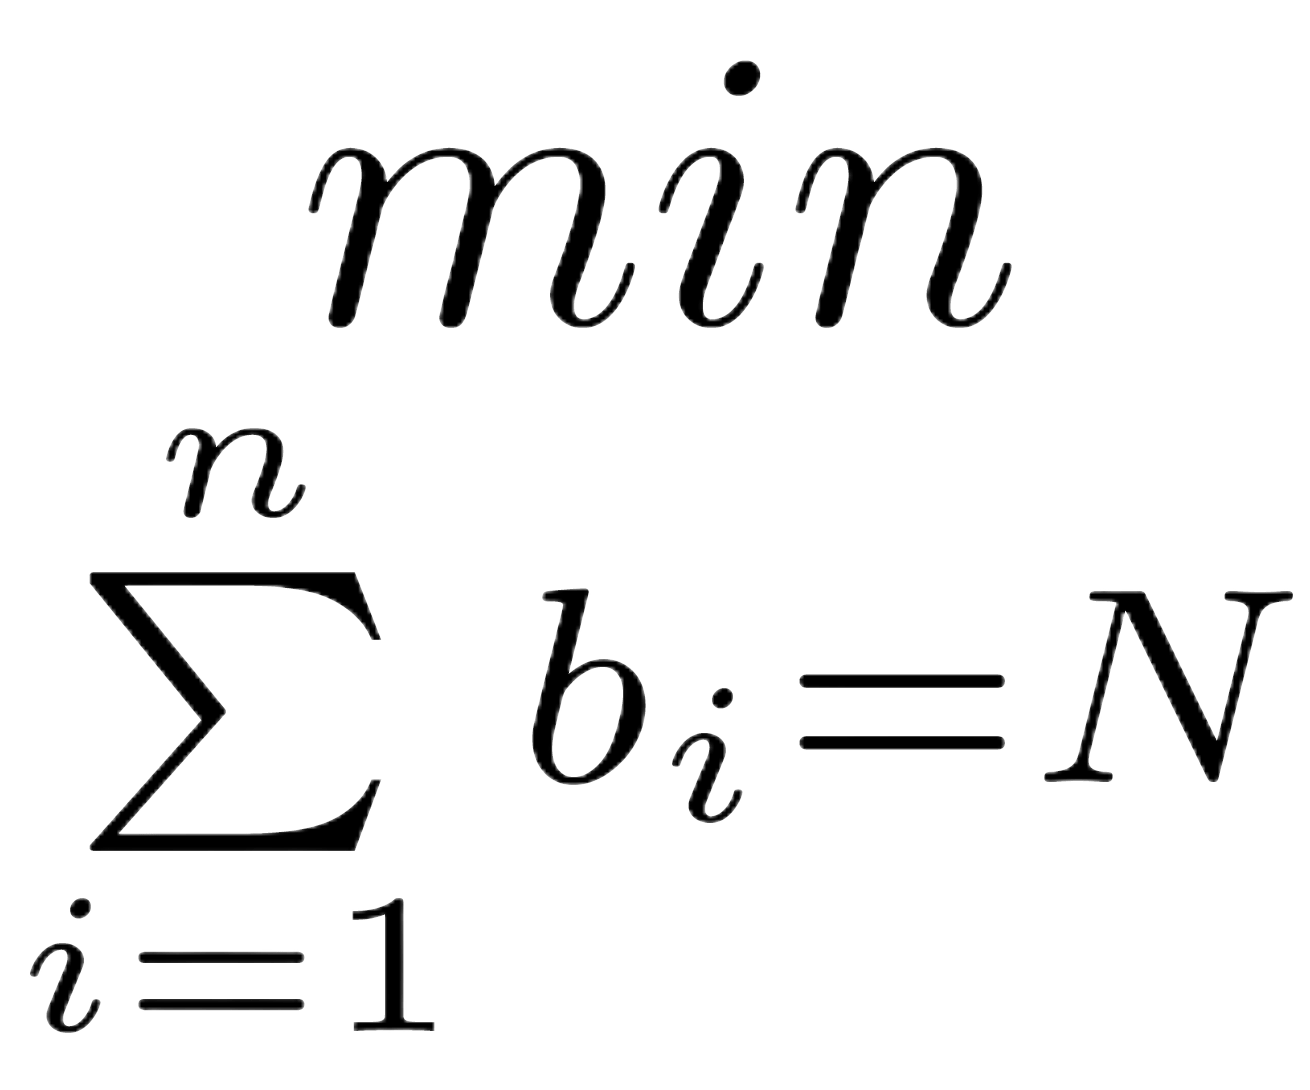 min
n
∑ b_i=N
i=1